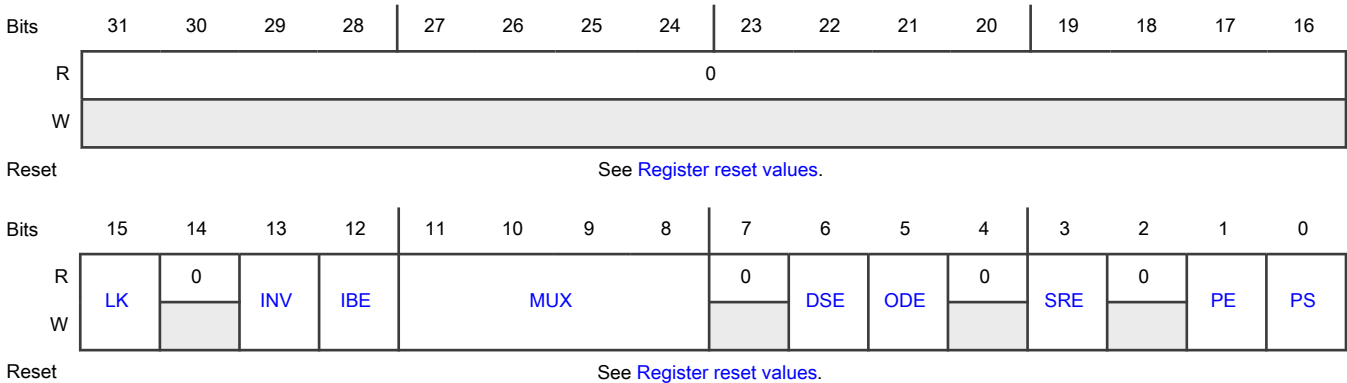 Bits 31 30 29 28 27 26 25 24 23 22 21 20 19 18 17 16
R 0
W
Reset See Register reset values.
Bits 15 14 13 12 11 10 9 8 7 6 5 4 3 2 1 0
R LK 0 INV IBE MUX 0 DSE ODE 0 SRE 0 PE PS
W
Reset See Register reset values.